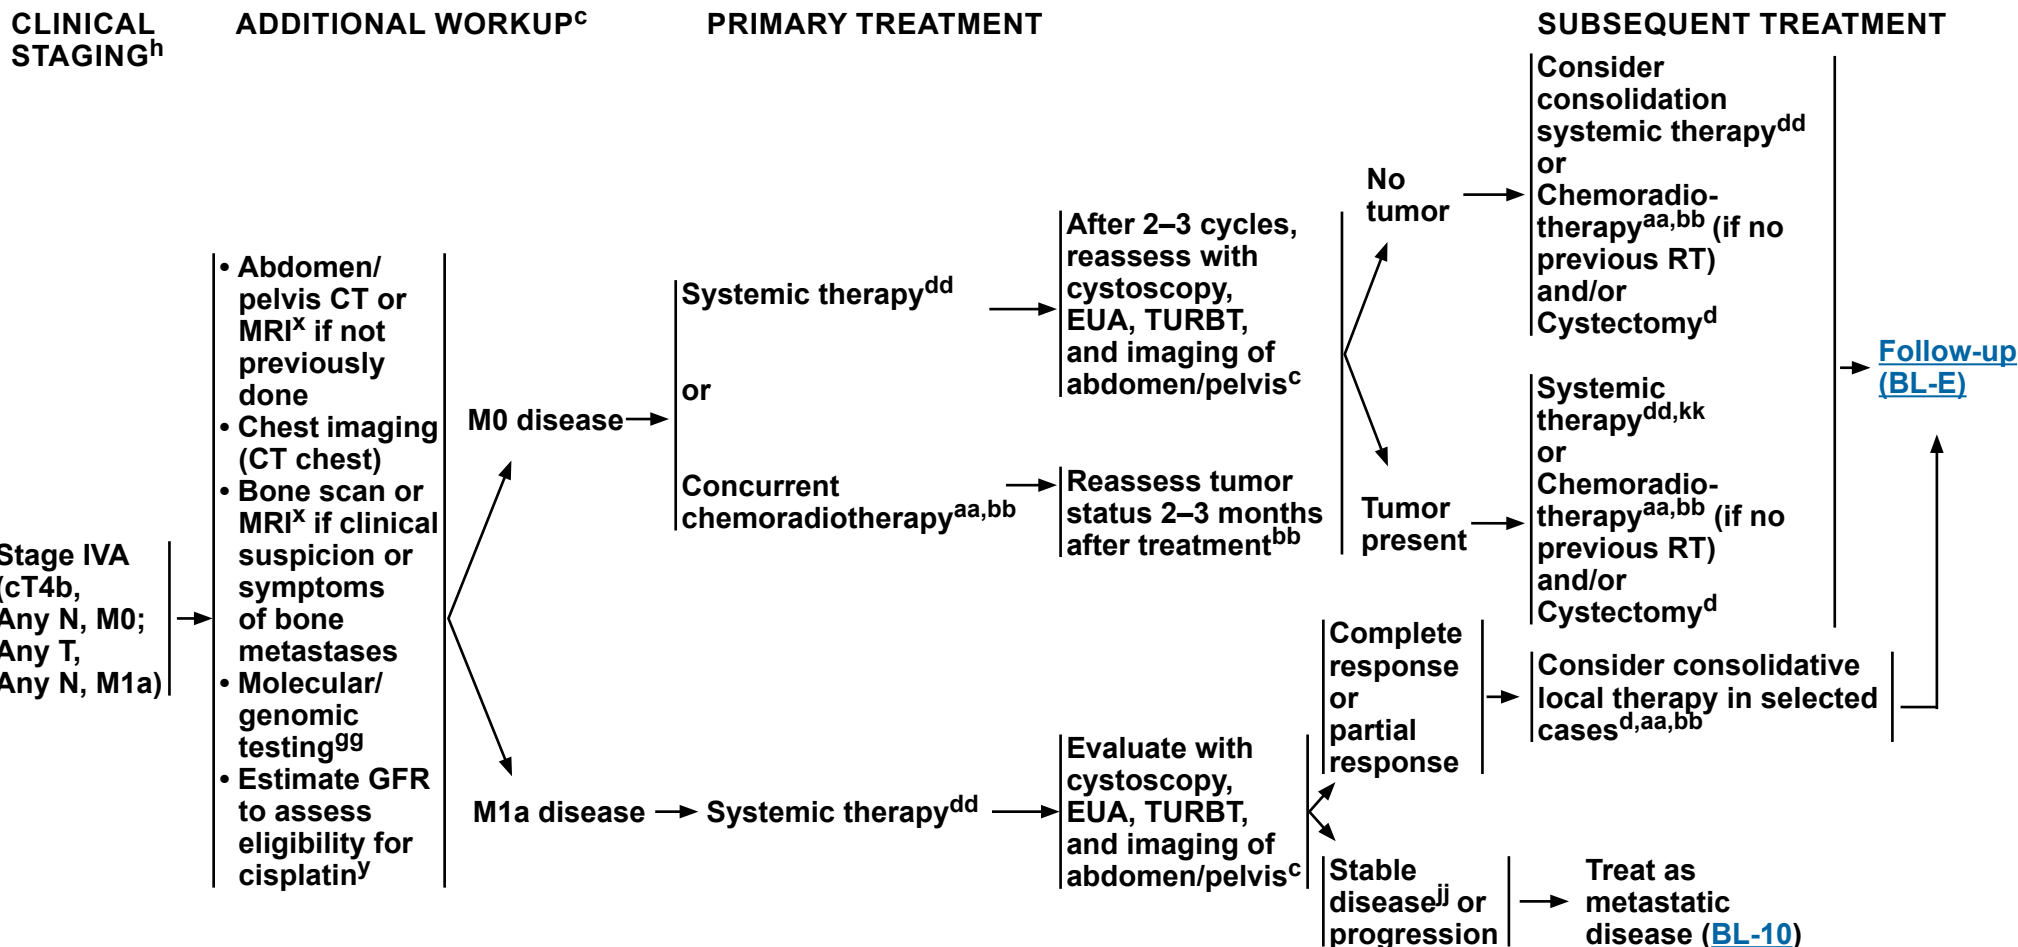 CLINICAL
STAGINGh
ADDITIONAL WORKUPc
PRIMARY TREATMENT
SUBSEQUENT TREATMENT
Stage IVA
(cT4b,
Any N, M0;
Any T,
Any N, M1a)
• Abdomen/
pelvis CT or
MRIx if not
previously
done
• Chest imaging
(CT chest)
• Bone scan or
MRIx if clinical
suspicion or
symptoms
of bone
metastases
• Molecular/
genomic
testinggg
• Estimate GFR
to assess
eligibility for
cisplatiny
M0 disease
Systemic therapydd
or
Concurrent
chemoradiotherapyaa,bb
After 2–3 cycles,
reassess with
cystoscopy,
EUA, TURBT,
and imaging of
abdomen/pelvisc
Reassess tumor
status 2–3 months
after treatmentbb
No
tumor
Consider
consolidation
systemic therapydd
or
Chemoradio-
therapyaa,bb (if no
previous RT)
and/or
Cystectomyd
Tumor
present
Systemic
therapydd,kk
or
Chemoradio-
therapyaa,bb (if no
previous RT)
and/or
Cystectomyd
Follow-up
(BL-E)
M1a disease
Systemic therapydd
Evaluate with
cystoscopy,
EUA, TURBT,
and imaging of
abdomen/pelvisc
Complete
response
or
partial
response
Consider consolidative
local therapy in selected
casesd,aa,bb
Stable
diseasejj or
progression
Treat as
metastatic
disease (BL-10)